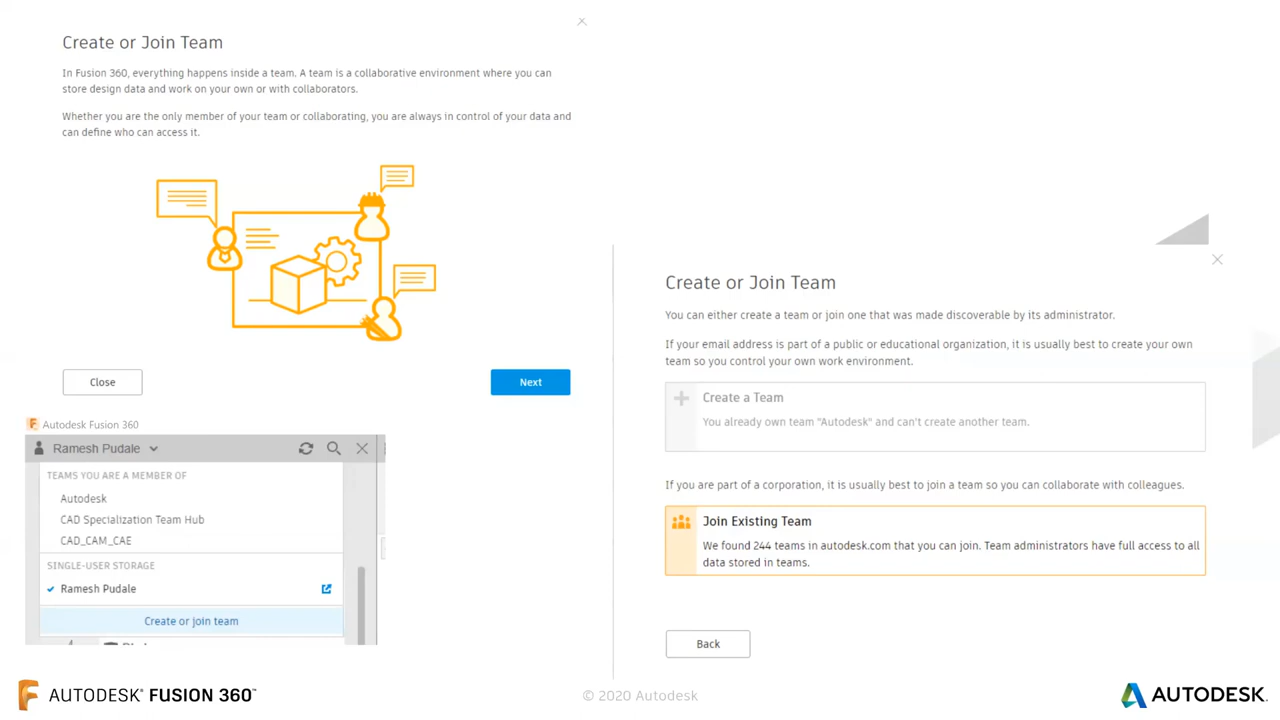 Create or Join Team
In Fusion 360, everything happens inside a team. A team is a collaborative environment where you can
store design data and work on your own or with collaborators.
Whether you are the only member of your team or collaborating, you are always in control of your data and
can define who can access it.
Close
Next
Autodesk Fusion 360
Ramesh Pudale
TEAMS YOU ARE A MEMBER OF
Autodesk
CAD Specialization Team Hub
CAD_CAM_CAE
SINGLE-USER STORAGE
Ramesh Pudale
Create or join team
Create or Join Team
You can either create a team or join one that was made discoverable by its administrator.
If your email address is part of a public or educational organization, it is usually best to create your own
team so you control your own work environment.
Create a Team
You already own team "Autodesk" and can't create another team.
If you are part of a corporation, it is usually best to join a team so you can collaborate with colleagues.
Join Existing Team
We found 244 teams in autodesk.com that you can join. Team administrators have full access to all
data stored in teams.
Back
AUTODESK® FUSION 360™
© 2020 Autodesk
AUTODESK.